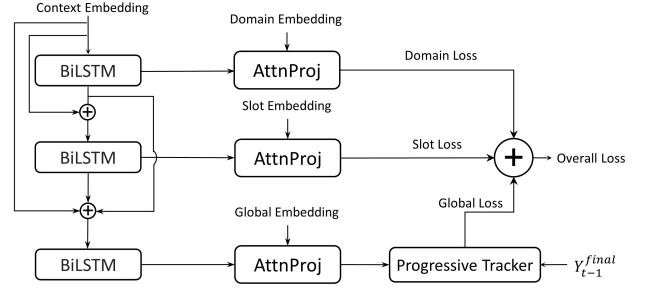 Context Embedding
Domain Embedding
BiLSTM
AttnProj
Domain Loss
+
Slot Embedding
BiLSTM
AttnProj
Slot Loss
+
Overall Loss
+
Global Embedding
Global Loss
BiLSTM
AttnProj
Progressive Tracker
Y_{t-1}^{final}